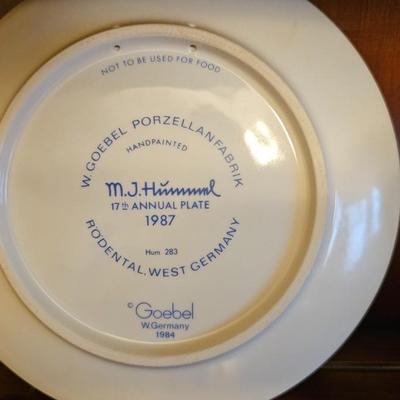 NOT TO BE USED FOR FOOD
W. GOEBEL PORZELLANFABRIK
HANDPAINTED
M.J. Hummel
17th ANNUAL PLATE
1987
Hum 283
RÖDENTAL, WEST GERMANY
© Goebel
W. Germany
1984